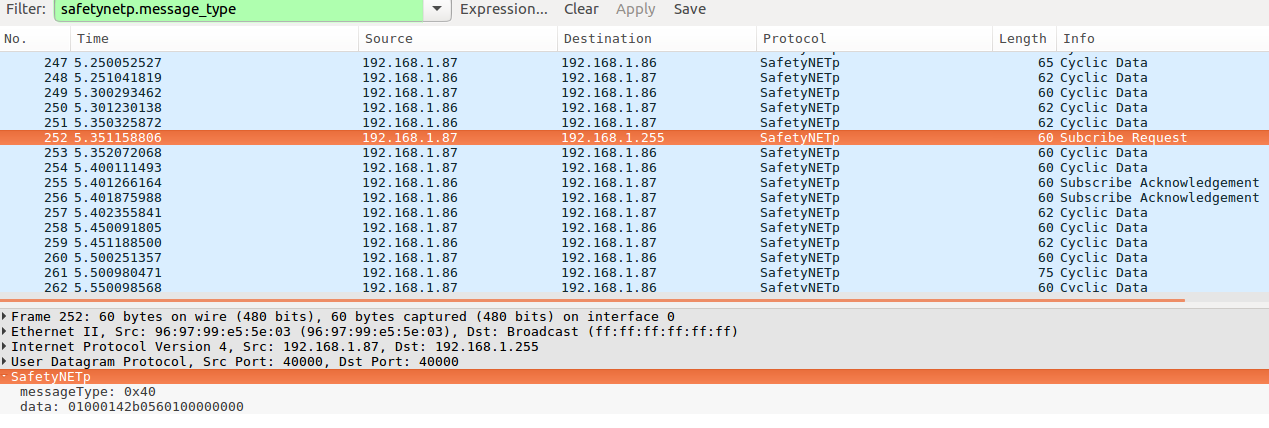 Filter: safetynetp.message_type Expression... Clear Apply Save
No. Time Source Destination Protocol Length Info
247 5.250052527 192.168.1.87 192.168.1.86 SafetyNETp 65 Cyclic Data
248 5.251041819 192.168.1.86 192.168.1.87 SafetyNETp 62 Cyclic Data
249 5.300293462 192.168.1.87 192.168.1.86 SafetyNETp 60 Cyclic Data
250 5.301230138 192.168.1.86 192.168.1.87 SafetyNETp 62 Cyclic Data
251 5.350325872 192.168.1.86 192.168.1.87 SafetyNETp 62 Cyclic Data
252 5.351158806 192.168.1.87 192.168.1.255 SafetyNETp 60 Subcribe Request
253 5.352072068 192.168.1.87 192.168.1.86 SafetyNETp 60 Cyclic Data
254 5.400111493 192.168.1.87 192.168.1.86 SafetyNETp 60 Cyclic Data
255 5.401266164 192.168.1.86 192.168.1.87 SafetyNETp 60 Subscribe Acknowledgement
256 5.401875988 192.168.1.86 192.168.1.87 SafetyNETp 60 Subscribe Acknowledgement
257 5.402355841 192.168.1.86 192.168.1.87 SafetyNETp 62 Cyclic Data
258 5.450091805 192.168.1.87 192.168.1.86 SafetyNETp 60 Cyclic Data
259 5.451188500 192.168.1.86 192.168.1.87 SafetyNETp 62 Cyclic Data
260 5.500251357 192.168.1.87 192.168.1.86 SafetyNETp 60 Cyclic Data
261 5.500980471 192.168.1.86 192.168.1.87 SafetyNETp 75 Cyclic Data
262 5.550098568 192.168.1.87 192.168.1.86 SafetyNETp 60 Cyclic Data
Frame 252: 60 bytes on wire (480 bits), 60 bytes captured (480 bits) on interface 0
Ethernet II, Src: 96:97:99:e5:5e:03 (96:97:99:e5:5e:03), Dst: Broadcast (ff:ff:ff:ff:ff:ff)
Internet Protocol Version 4, Src: 192.168.1.87, Dst: 192.168.1.255
User Datagram Protocol, Src Port: 40000, Dst Port: 40000
SafetyNETp
messageType: 0x40
data: 01000142b0560100000000